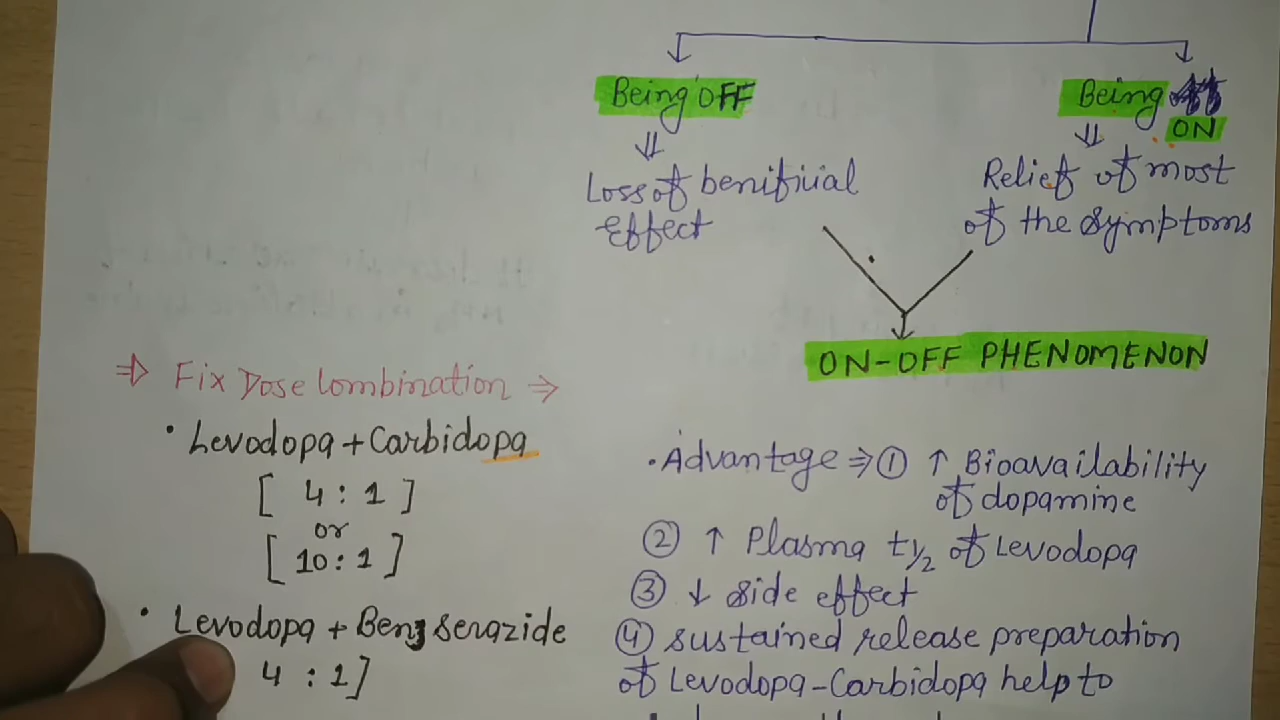 Being OFF
Being
ON
Loss of benifitial
Effect
Relief of most
of the symptoms
ON-OFF PHENOMENON
⇒ Fix Dose Combination ⇒
• Levodopa + Carbidopa
[ 4 : 1 ]
or
[ 10 : 1 ]
• Levodopa + Benzserazide
4 : 1 ]
• Advantage ⇒ ① ↑ Bioavailability
of dopamine
② ↑ Plasma t1/2 of Levodopa
③ ↓ side effect
④ sustained release preparation
of Levodopa-Carbidopa help to